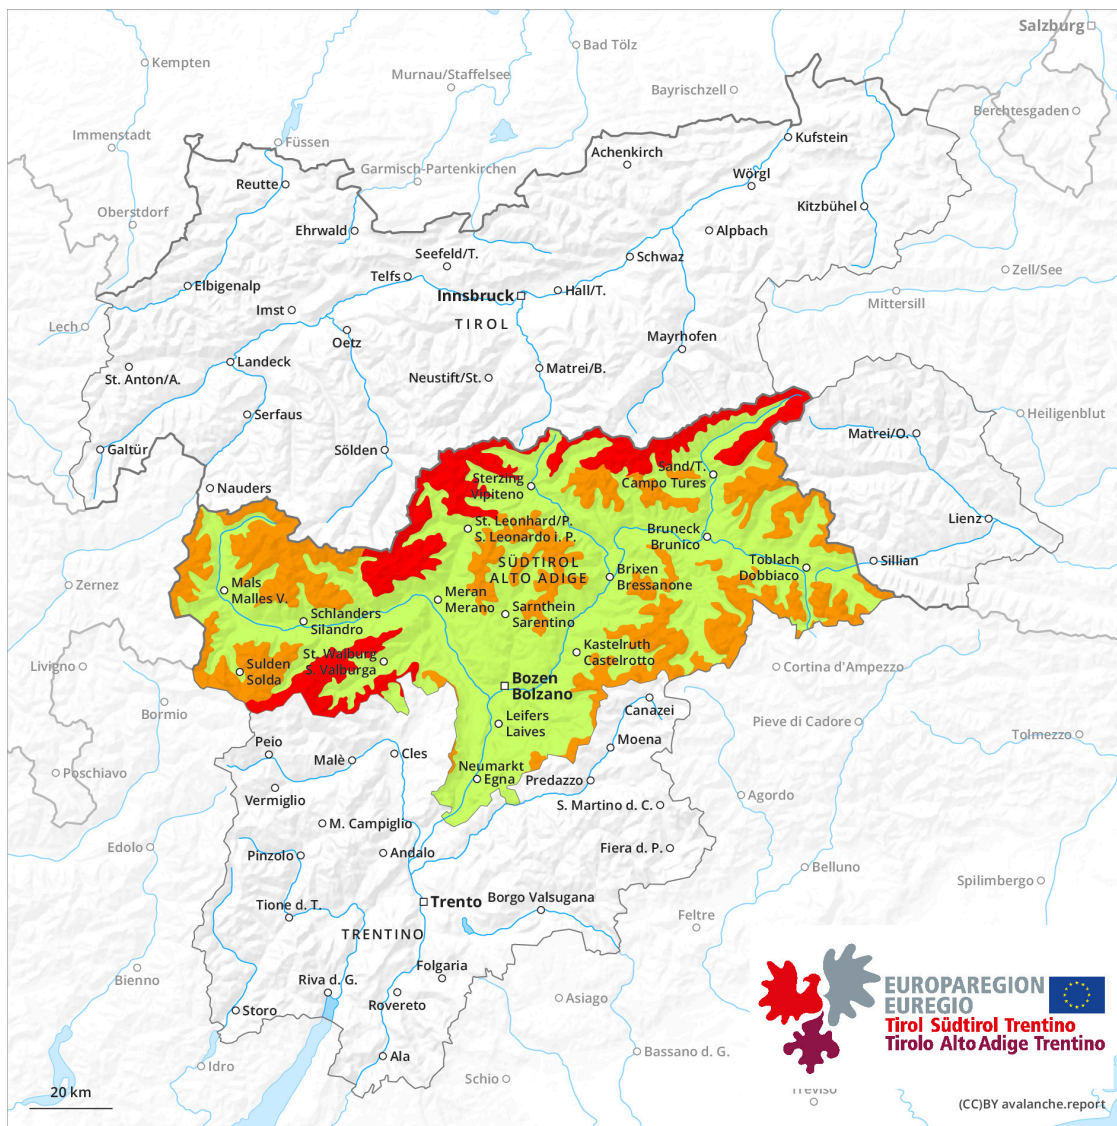 Salzburg
Bad Tölz
Kempten
Murnau/Staffelsee
Bayrischzell
Berchtesgaden
Immenstadt
Füssen
Kufstein
Achenkirch
Garmisch-Partenkirchen
Wörgl
Reutte
Oberstdorf
Kitzbühel
Ehrwald
Alpbach
Seefeld/T.
Schwaz
Telfs
Zell/See
Elbigenalp
Innsbruck
Hall/T.
Mittersill
Imst
TIROL
Lech
Oetz
Mayrhofen
Landeck
Matrei/B.
St. Anton/A.
Neustift/St.
Serfaus
Heiligenblut
Matrei/O.
Galtür
Sölden
Sand/T.
Campo Tures
Sterzing
Vipiteno
Nauders
Lienz
St. Leonhard/P.
S. Leonardo i. P.
Bruneck
Brunico
SÜDTIROL
ALTO ADIGE
Toblach
Dobbiaco
Sillian
Brixen
Bressanone
Zernez
Mals
Malles V.
Meran
Merano
Sarnthein
Sarentino
Schlanders
Silandro
Kastelruth
Castelrotto
St. Walburg
S. Valburga
Livigno
Sulden
Solda
Cortina d'Ampezzo
Bozen
Bolzano
Bormio
Canazei
Leifers
Laives
Pieve di Cadore
Tolmezzo
Peio
Moena
Malè
Cles
Poschiavo
Neumarkt
Egna
Predazzo
Vermiglio
Agordo
S. Martino d. C.
M. Campiglio
Edolo
Pinzolo
Andalo
Fiera d. P.
Belluno
Spilimbergo
Trento
Borgo Valsugana
Tione d. T.
Feltre
TRENTINO
Folgaria
Bienno
Riva d. G.
Rovereto
Asiago
Storo
EUROPAREGION
EUREGIO
Tirol Südtirol Trentino
Tirolo Alto Adige Trentino
Ala
Idro
Bassano d. G.
Schio
Treviso
20 km
(CC)BY avalanche.report